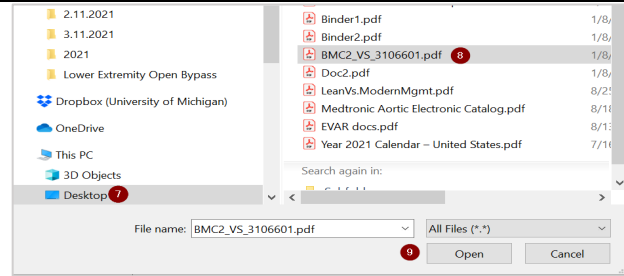 2.11.2021
3.11.2021
2021
Lower Extremity Open Bypass
Dropbox (University of Michigan)
OneDrive
This PC
3D Objects
Desktop 7
Binder1.pdf 1/8/
Binder2.pdf 1/8/
BMC2_VS_3106601.pdf 8 1/8/
Doc2.pdf 1/8/
LeanVs.ModernMgmt.pdf 8/25
Medtronic Aortic Electronic Catalog.pdf 8/18
EVAR docs.pdf 8/13
Year 2021 Calendar – United States.pdf 7/16
Search again in:
File name: BMC2_VS_3106601.pdf All Files (*.*)
9 Open Cancel